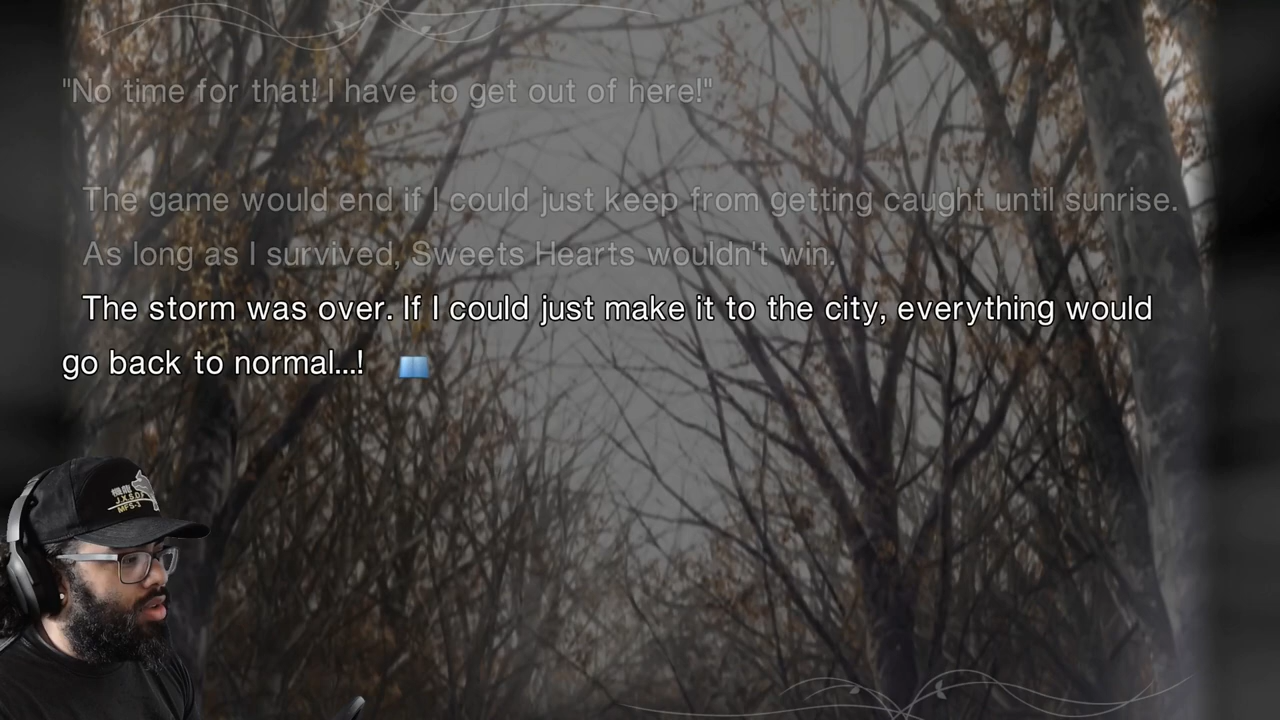 "No time for that! I have to get out of here!"
The game would end if I could just keep from getting caught until sunrise.
As long as I survived, Sweets Hearts wouldn't win.
The storm was over. If I could just make it to the city, everything would
go back to normal...!